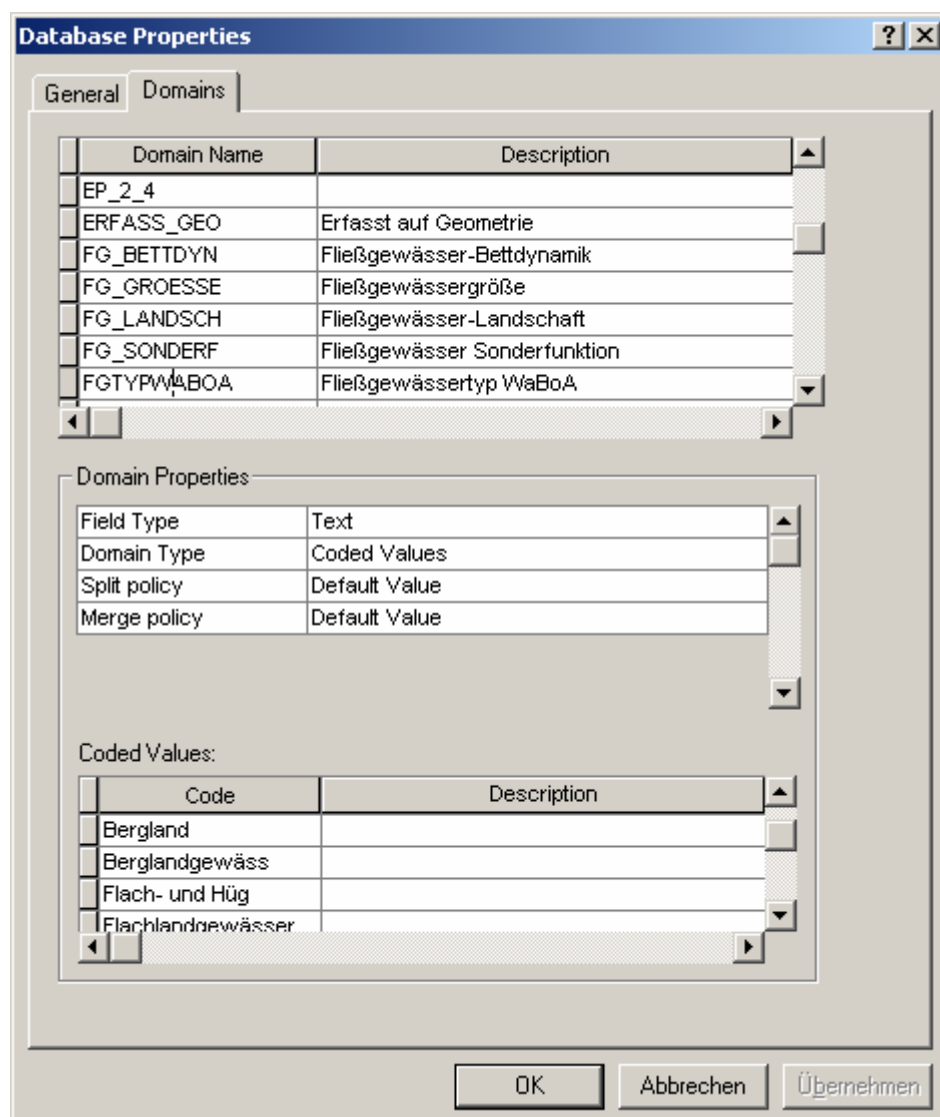 Database Properties
General Domains
Domain Name Description
EP_2_4
ERFASS_GEO Erfasst auf Geometrie
FG_BETTDYN Fließgewässer-Bettdynamik
FG_GROESSE Fließgewässergröße
FG_LANDSCH Fließgewässer-Landschaft
FG_SONDERF Fließgewässer Sonderfunktion
FGTYPWABOA Fließgewässertyp WaBoA
Domain Properties
Field Type Text
Domain Type Coded Values
Split policy Default Value
Merge policy Default Value
Coded Values:
Code Description
Bergland
Berglandgewäss
Flach- und Hüg
Flachlandgewässer
OK Abbrechen Übernehmen